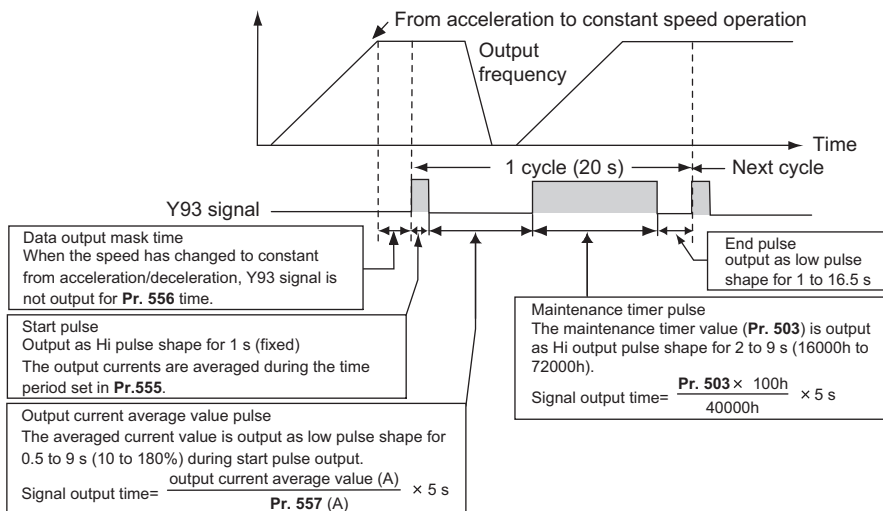 From acceleration to constant speed operation
Output
frequency
Time
1 cycle (20 s)
Next cycle
Y93 signal
Data output mask time
When the speed has changed to constant
from acceleration/deceleration, Y93 signal is
not output for Pr. 556 time.
End pulse
output as low pulse
shape for 1 to 16.5 s
Start pulse
Output as Hi pulse shape for 1 s (fixed)
The output currents are averaged during the time
period set in Pr.555.
Maintenance timer pulse
The maintenance timer value (Pr. 503) is output
as Hi output pulse shape for 2 to 9 s (16000h to
72000h).
Signal output time= Pr. 503 × 100h / 40000h × 5 s
Output current average value pulse
The averaged current value is output as low pulse shape for
0.5 to 9 s (10 to 180%) during start pulse output.
Signal output time= output current average value (A) / Pr. 557 (A) × 5 s